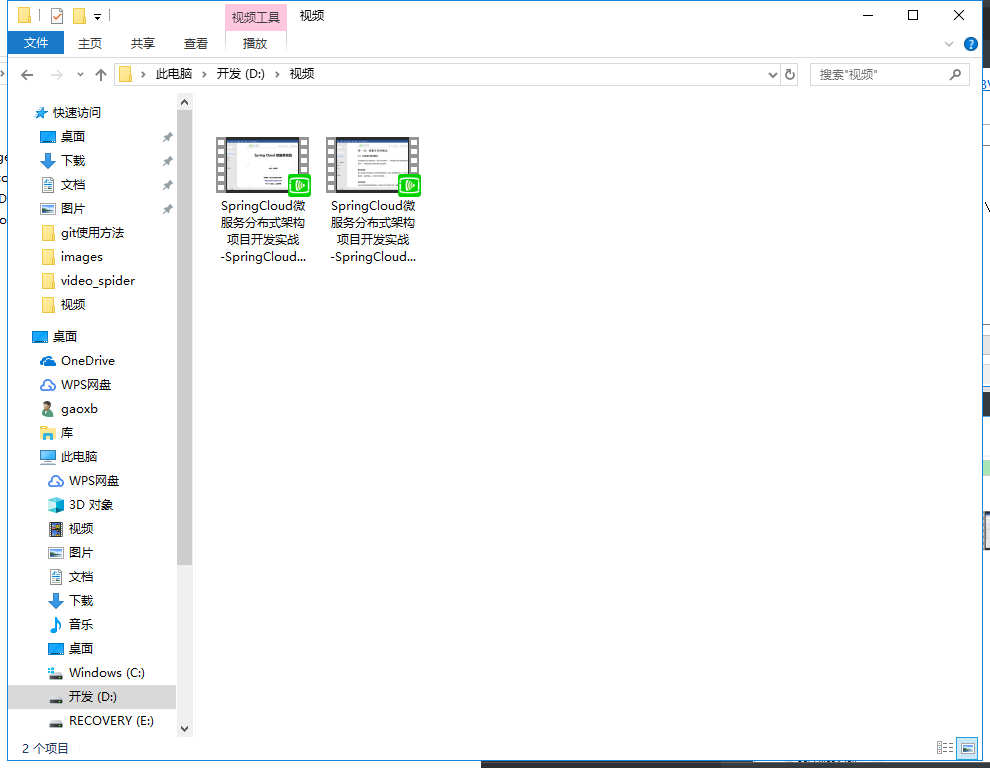 视频工具
视频
文件
主页
共享
查看
播放
此电脑
开发 (D:)
视频
搜索"视频"
快速访问
桌面
下载
文档
图片
git使用方法
images
video_spider
视频
桌面
OneDrive
WPS网盘
gaoxb
库
此电脑
WPS网盘
3D 对象
视频
图片
文档
下载
音乐
桌面
Windows (C:)
开发 (D:)
RECOVERY (E:)
SpringCloud微
服务分布式架构
项目开发实战
-SpringCloud...
SpringCloud微
服务分布式架构
项目开发实战
-SpringCloud...
2 个项目